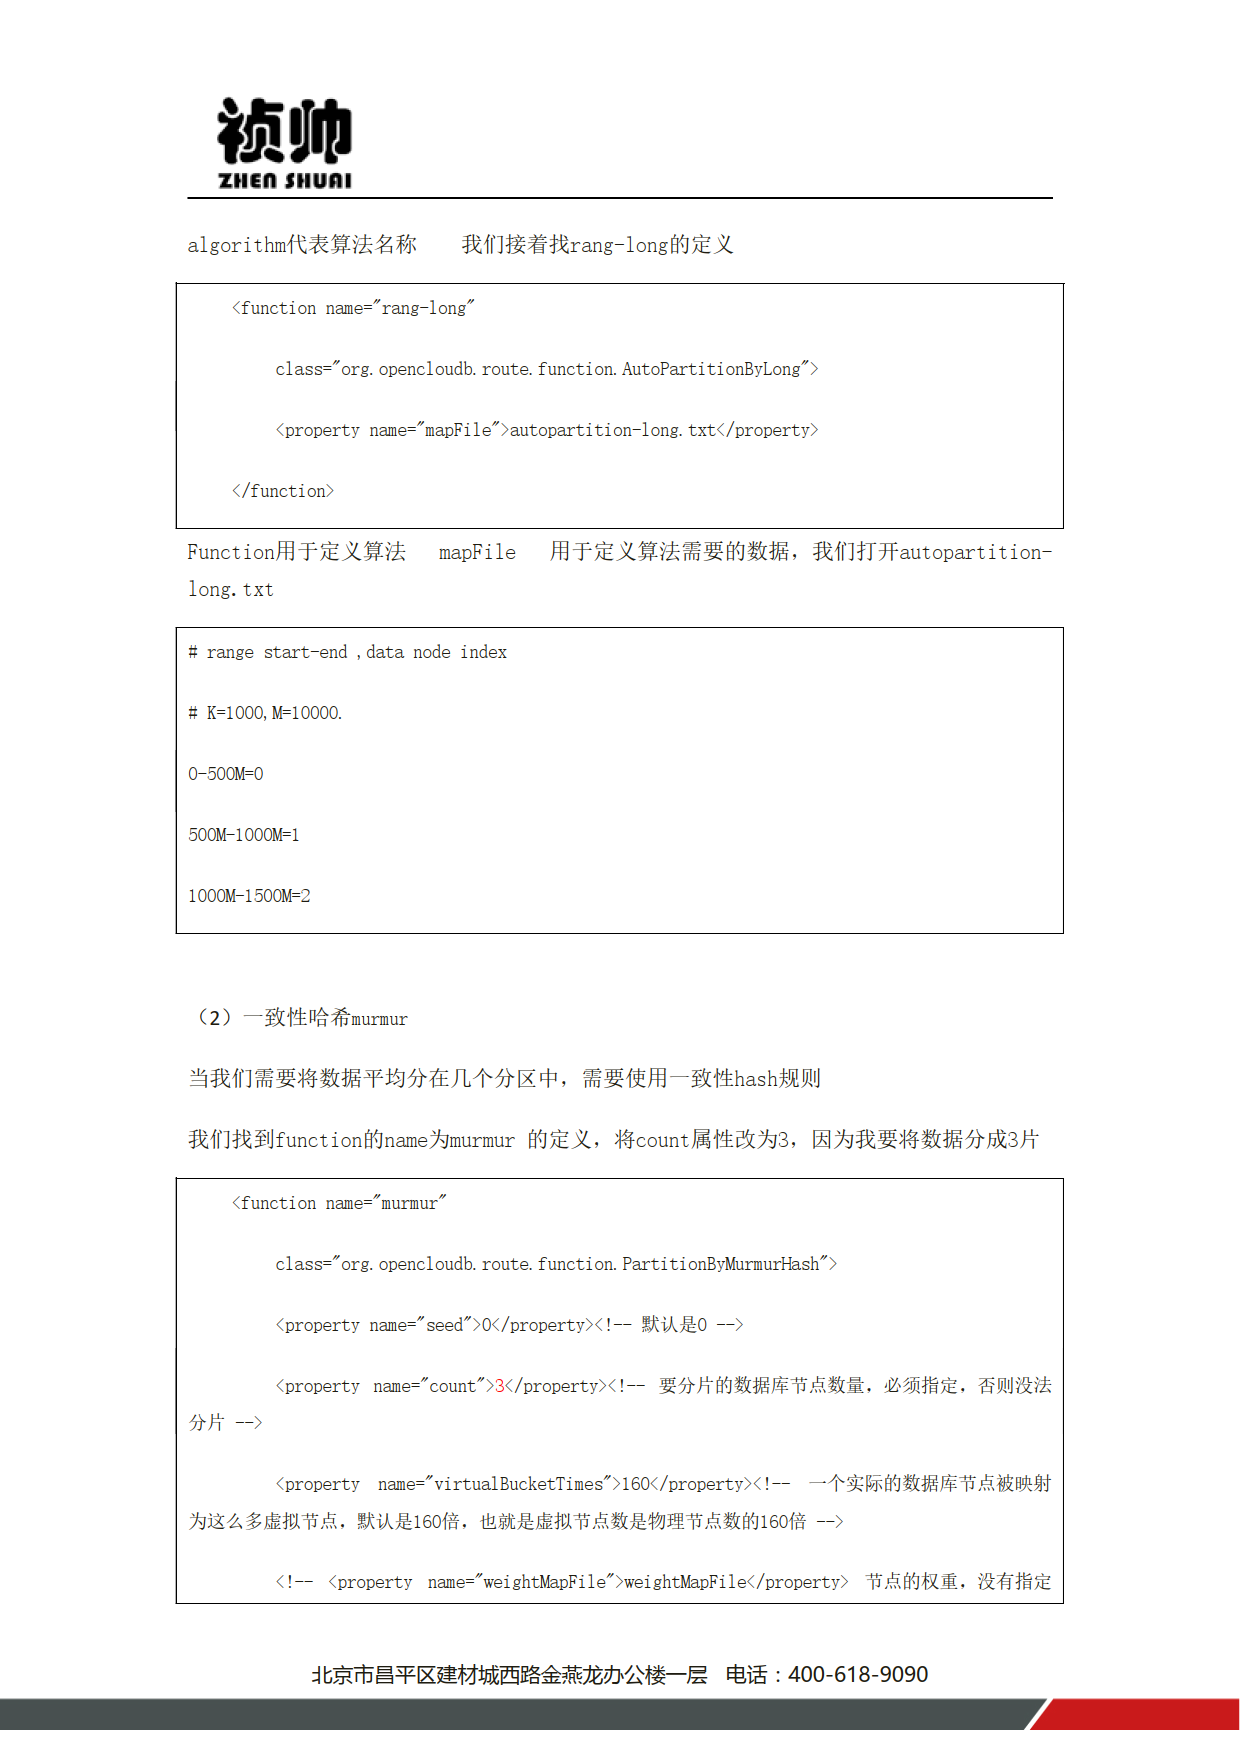 祯帅
ZHEN SHUAI
algorithm代表算法名称 我们接着找rang-long的定义
<function name="rang-long"
class="org.opencloudb.route.function.AutoPartitionByLong">
<property name="mapFile">autopartition-long.txt</property>
</function>
Function用于定义算法 mapFile 用于定义算法需要的数据，我们打开autopartition-
long.txt
# range start-end ,data node index
# K=1000,M=10000.
0-500M=0
500M-1000M=1
1000M-1500M=2
（2）一致性哈希murmur
当我们需要将数据平均分在几个分区中，需要使用一致性hash规则
我们找到function的name为murmur 的定义，将count属性改为3，因为我要将数据分成3片
<function name="murmur"
class="org.opencloudb.route.function.PartitionByMurmurHash">
<property name="seed">0</property><!-- 默认是0 -->
<property name="count">3</property><!-- 要分片的数据库节点数量，必须指定，否则没法
分片 -->
<property name="virtualBucketTimes">160</property><!-- 一个实际的数据库节点被映射
为这么多虚拟节点，默认是160倍，也就是虚拟节点数是物理节点数的160倍 -->
<!-- <property name="weightMapFile">weightMapFile</property> 节点的权重，没有指定
北京市昌平区建材城西路金燕龙办公楼一层 电话：400-618-9090